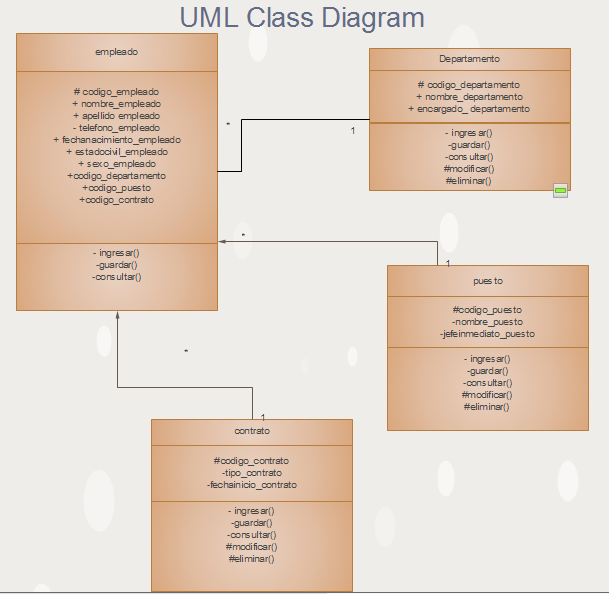 UML Class Diagram
empleado
# codigo_empleado
+ nombre_empleado
+ apellido empleado
- telefono_empleado
+ fechanacimiento_empleado
+ estadocivil_empleado
+ sexo_empleado
+codigo_departamento
+codigo_puesto
+codigo_contrato
- ingresar()
-guardar()
-consultar()
*
1
Departamento
# codigo_departamento
+ nombre_departamento
+ encargado_ departamento
- ingresar()
-guardar()
-consultar()
#modificar()
#eliminar()
*
1
puesto
#codigo_puesto
-nombre_puesto
-jefeinmediato_puesto
- ingresar()
-guardar()
-consultar()
#modificar()
#eliminar()
*
1
contrato
#codigo_contrato
-tipo_contrato
-fechainicio_contrato
- ingresar()
-guardar()
-consultar()
#modificar()
#eliminar()